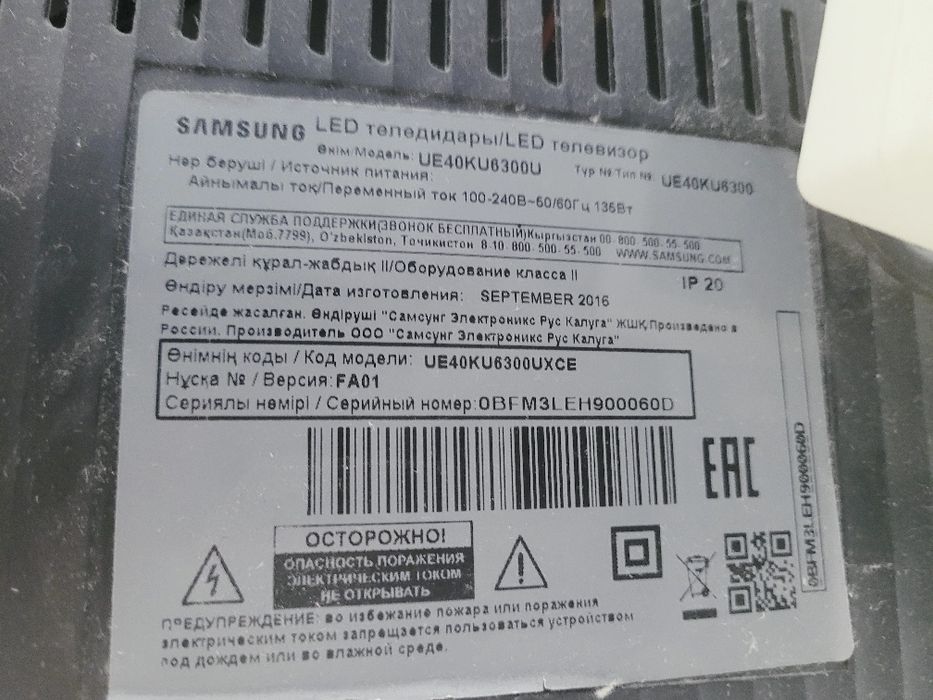 SAMSUNG LED теледидары/LED телевизор
Өнім/Модель: UE40KU6300U Түр №/Тип № UE40KU6300
Нәр беруші / Источник питания:
Айнымалы ток/Переменный ток 100-240В~50/60Гц 135Вт
ЕДИНАЯ СЛУЖБА ПОДДЕРЖКИ(ЗВОНОК БЕСПЛАТНЫЙ)Кыргызстан 00-800-500-55-500
Қазақстан(Моб.7799), O'zbekiston, Тоҷикистон 8-10-800-500-55-500 WWW.SAMSUNG.COM
Дәрежелі құрал-жабдық II/Оборудование класса II IP 20
Өндіру мерзімі/Дата изготовления: SEPTEMBER 2016
Ресейде жасалған. Өндіруші "Самсунг Электроникс Рус Калуга" ЖШҚ/Произведено в
России. Производитель ООО "Самсунг Электроникс Рус Калуга"
Өнімнің коды / Код модели: UE40KU6300UXCE
Нұсқа № / Версия: FA01
Сериялы нөмірі / Серийный номер: 0BFM3LEH900060D
EAC
0BFM3LEH900060D
ОСТОРОЖНО!
ОПАСНОСТЬ ПОРАЖЕНИЯ
ЭЛЕКТРИЧЕСКИМ ТОКОМ
НЕ ОТКРЫВАТЬ
ПРЕДУПРЕЖДЕНИЕ: во избежание пожара или поражения
электрическим током запрещается пользоваться устройством
под дождем или во влажной среде.